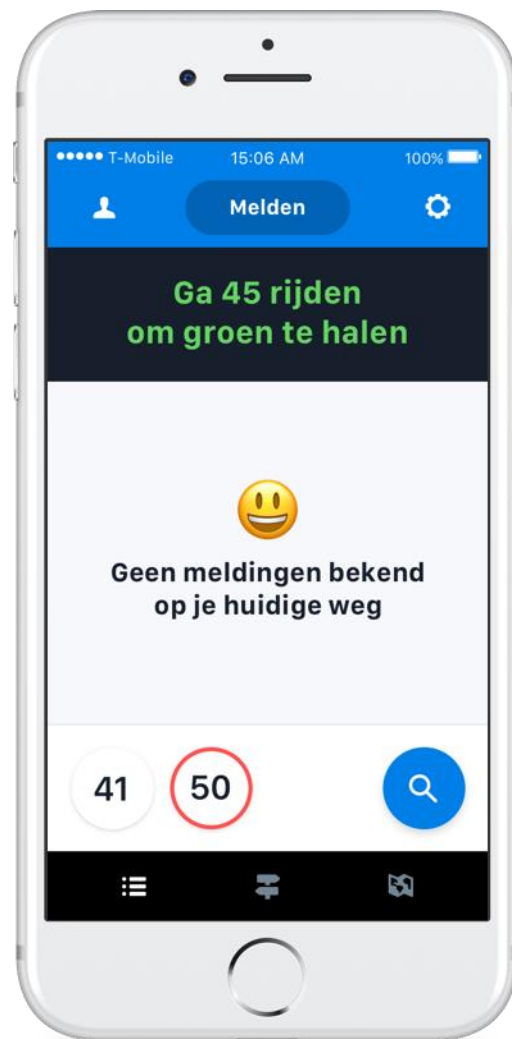 T-Mobile 15:06 AM 100%
Melden
Ga 45 rijden
om groen te halen
Geen meldingen bekend
op je huidige weg
41 50